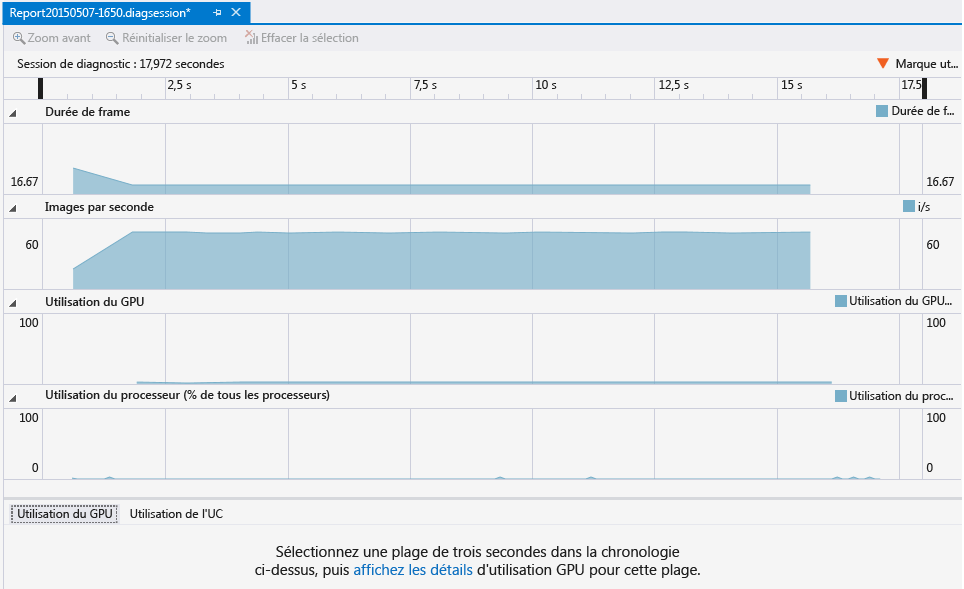 Report20150507-1650.diagsession*
Zoom avant Réinitialiser le zoom Effacer la sélection
Session de diagnostic : 17,972 secondes Marque ut...
2,5 s 5 s 7,5 s 10 s 12,5 s 15 s 17.5
Durée de frame Durée de f...
16.67 16.67
Images par seconde i/s
60 60
Utilisation du GPU Utilisation du GPU...
100 100
Utilisation du processeur (% de tous les processeurs) Utilisation du proc...
100 100
0 0
Utilisation du GPU Utilisation de l'UC
Sélectionnez une plage de trois secondes dans la chronologie
ci-dessus, puis affichez les détails d'utilisation GPU pour cette plage.